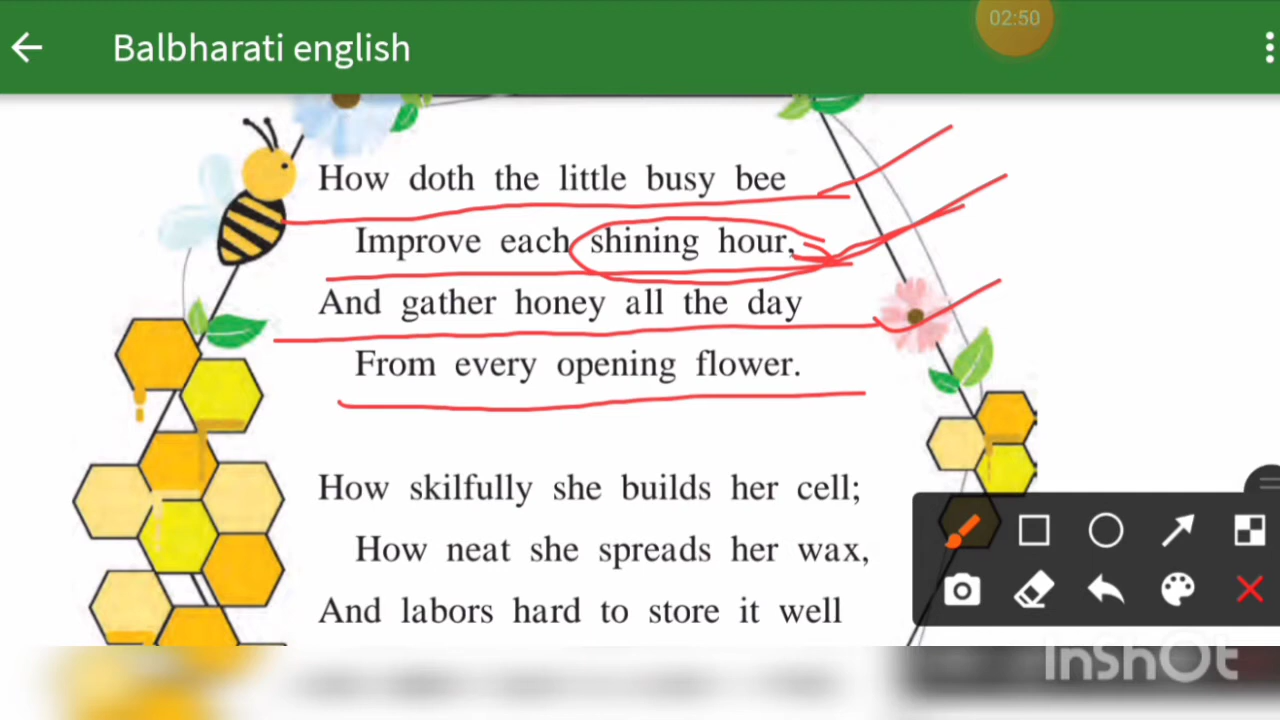 02:50
Balbharati english
How doth the little busy bee
Improve each shining hour,
And gather honey all the day
From every opening flower.
How skilfully she builds her cell;
How neat she spreads her wax,
And labors hard to store it well
InShOt